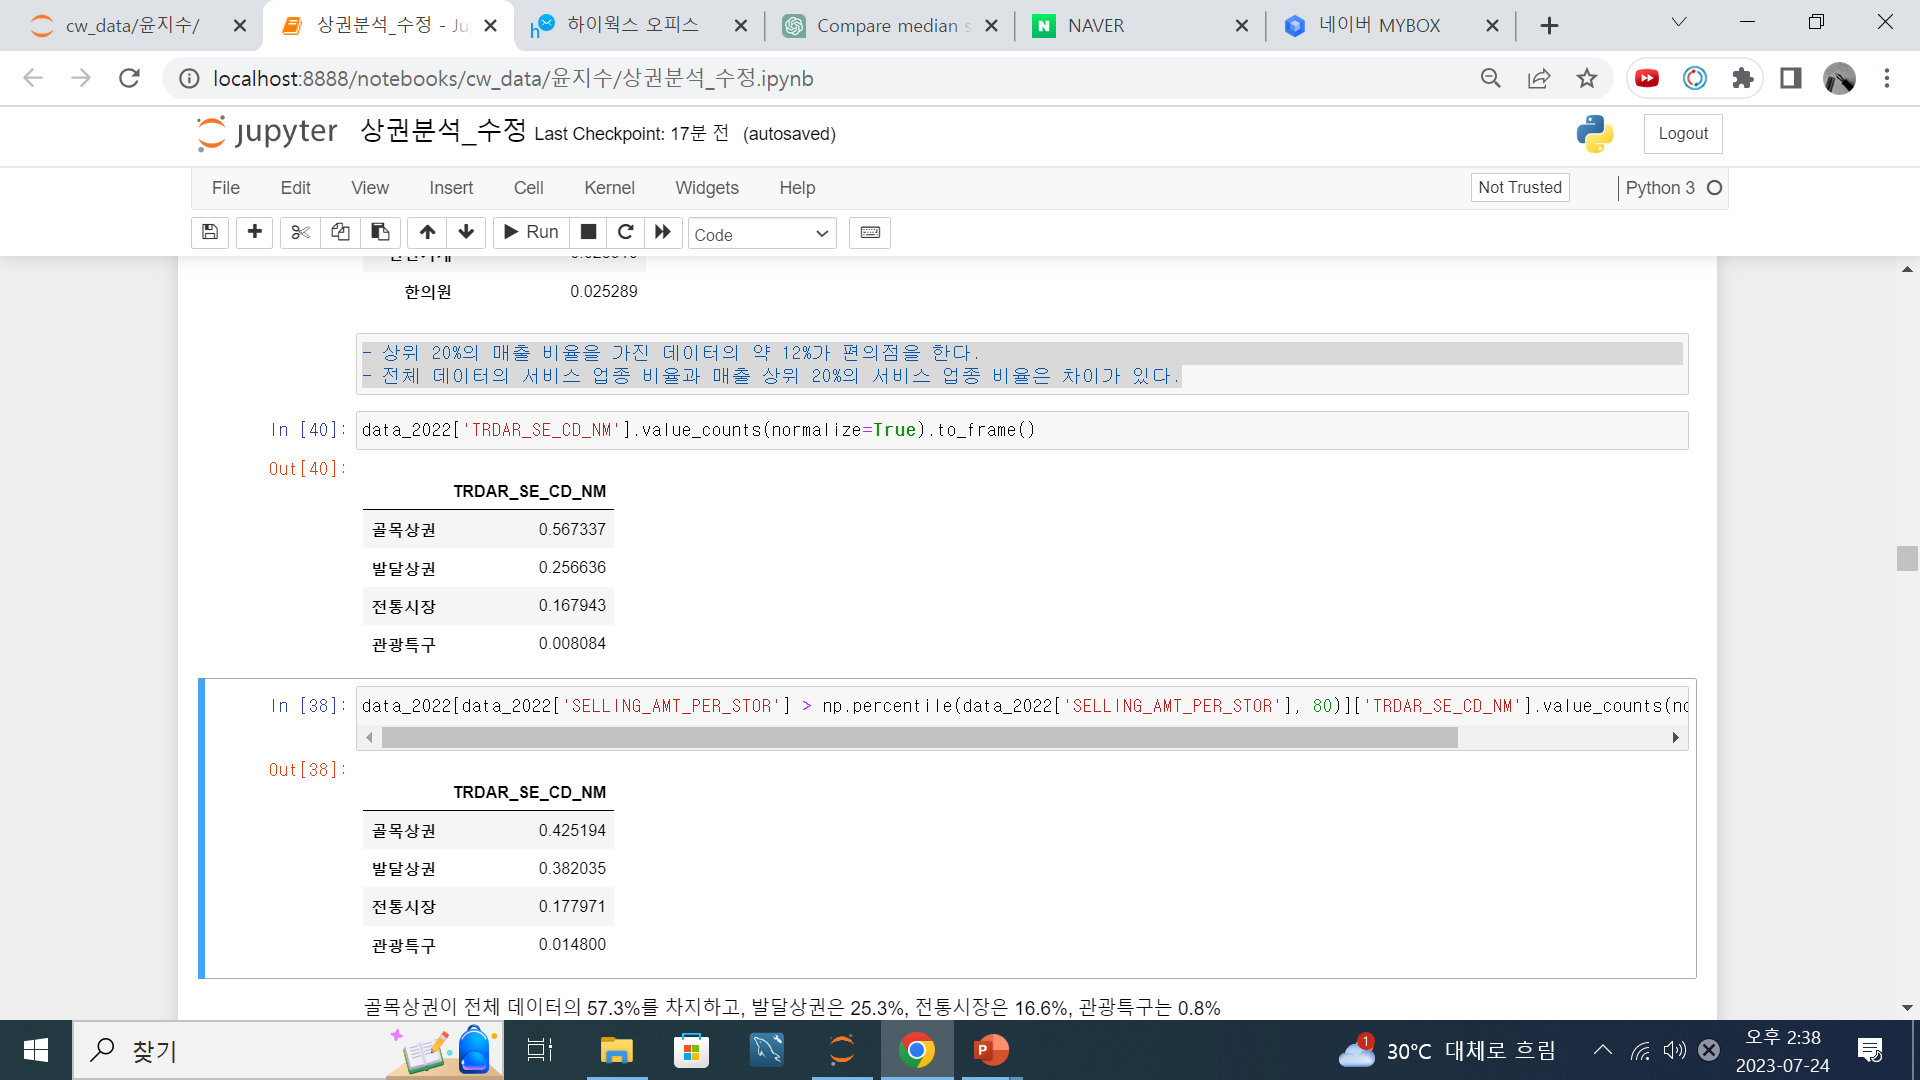 cw_data/윤지수/
상권분석_수정 - Ju
하이웍스 오피스
Compare median s
NAVER
네이버 MYBOX
localhost:8888/notebooks/cw_data/윤지수/상권분석_수정.ipynb
jupyter 상권분석_수정 Last Checkpoint: 17분 전 (autosaved)
Logout
File Edit View Insert Cell Kernel Widgets Help
Not Trusted
Python 3
Run
Code
한의원 0.025289
- 상위 20%의 매출 비율을 가진 데이터의 약 12%가 편의점을 한다.
- 전체 데이터의 서비스 업종 비율과 매출 상위 20%의 서비스 업종 비율은 차이가 있다.
In [40]: data_2022['TRDAR_SE_CD_NM'].value_counts(normalize=True).to_frame()
Out[40]:
TRDAR_SE_CD_NM
골목상권 0.567337
발달상권 0.256636
전통시장 0.167943
관광특구 0.008084
In [38]: data_2022[data_2022['SELLING_AMT_PER_STOR'] > np.percentile(data_2022['SELLING_AMT_PER_STOR'], 80)]['TRDAR_SE_CD_NM'].value_counts(no
Out[38]:
TRDAR_SE_CD_NM
골목상권 0.425194
발달상권 0.382035
전통시장 0.177971
관광특구 0.014800
골목상권이 전체 데이터의 57.3%를 차지하고, 발달상권은 25.3%, 전통시장은 16.6%, 관광특구는 0.8%
찾기
1
30°C 대체로 흐림
오후 2:38
2023-07-24